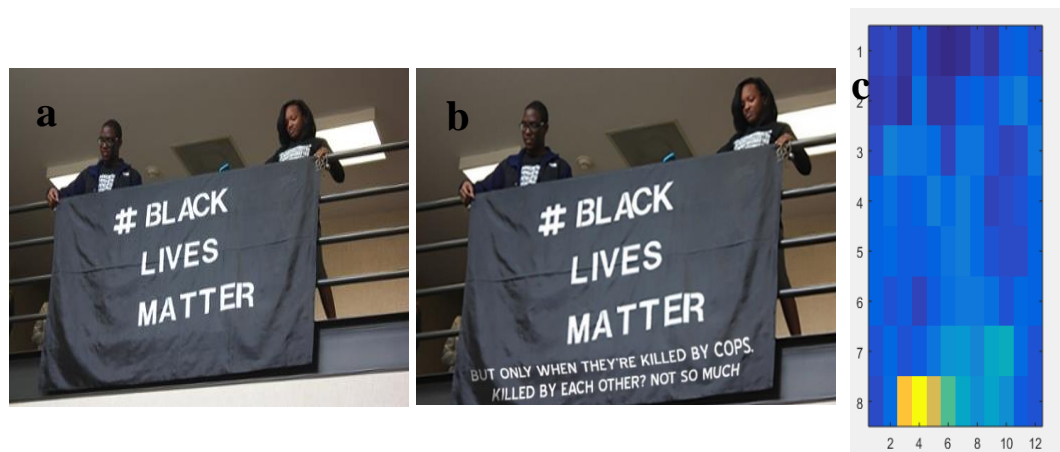 a
# BLACK
LIVES
MATTER
b
# BLACK
LIVES
MATTER
BUT ONLY WHEN THEY'RE KILLED BY COPS.
KILLED BY EACH OTHER? NOT SO MUCH
c
1
2
3
4
5
6
7
8
2 4 6 8 10 12